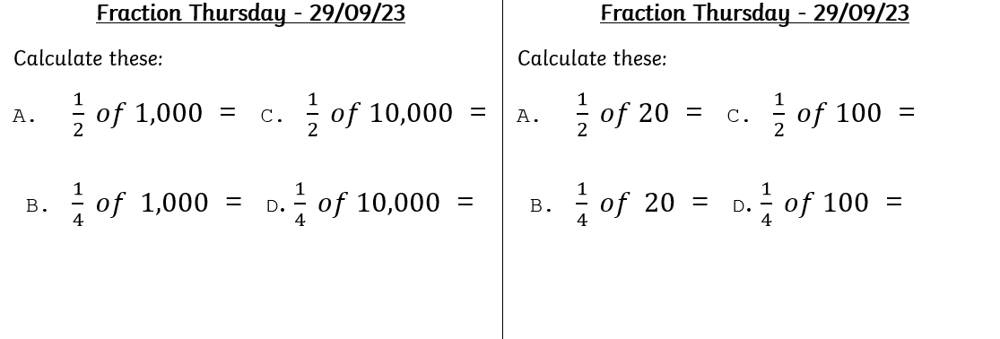 Fraction Thursday - 29/09/23
Calculate these:
A. 1/2 of 1,000 = C. 1/2 of 10,000 =
B. 1/4 of 1,000 = D. 1/4 of 10,000 =
Fraction Thursday - 29/09/23
Calculate these:
A. 1/2 of 20 = C. 1/2 of 100 =
B. 1/4 of 20 = D. 1/4 of 100 =